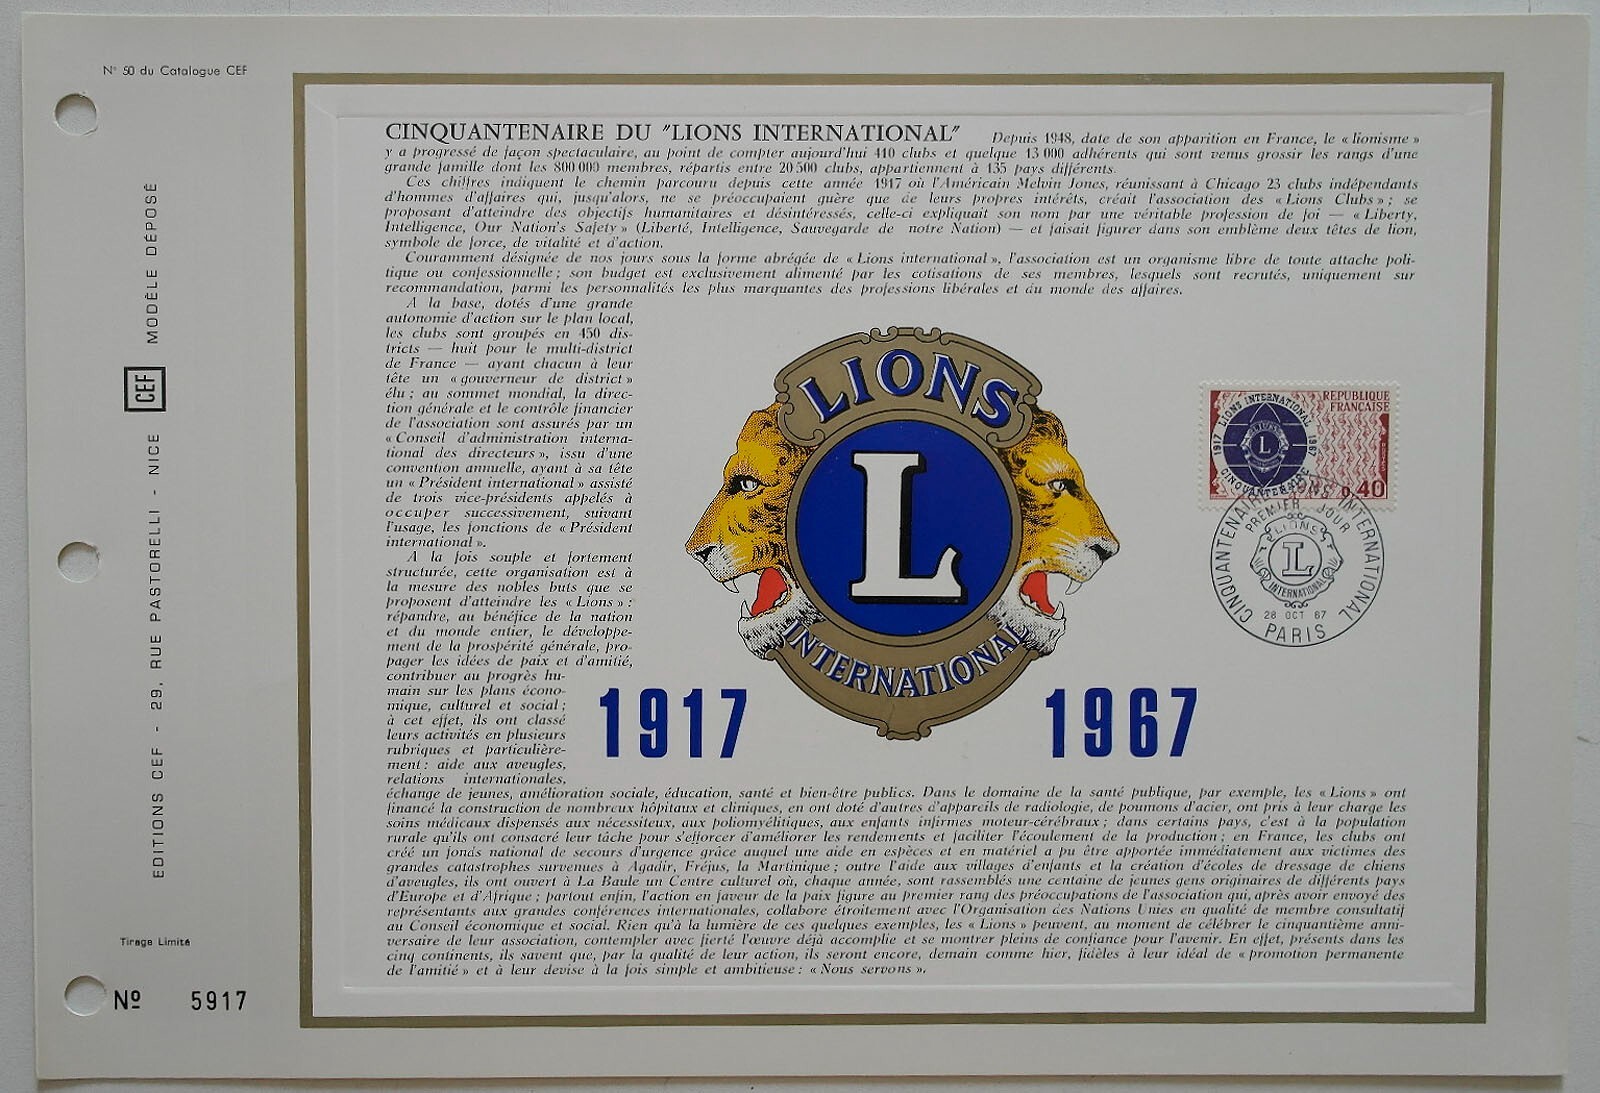 N° 50 du Catalogue CEF
CINQUANTENAIRE DU "LIONS INTERNATIONAL" Depuis 1948, date de son apparition en France, le « lionisme »
y a progressé de façon spectaculaire, au point de compter aujourd'hui 410 clubs et quelque 13 000 adhérents qui sont venus grossir les rangs d'une
grande famille dont les 800 000 membres, répartis entre 20 500 clubs, appartiennent à 135 pays différents.
Ces chiffres indiquent le chemin parcouru depuis cette année 1917 où l'Américain Melvin Jones, réunissant à Chicago 23 clubs indépendants
d'hommes d'affaires qui, jusqu'alors, ne se préoccupaient guère que de leurs propres intérêts, créait l'association des « Lions Clubs » ; se
proposant d'atteindre des objectifs humanitaires et désintéressés, celle-ci expliquait son nom par une véritable profession de foi — « Liberty,
Intelligence, Our Nation's Safety » (Liberté, Intelligence, Sauvegarde de notre Nation) — et faisait figurer dans son emblème deux têtes de lion,
symbole de force, de vitalité et d'action.
Couramment désignée de nos jours sous la forme abrégée de « Lions international », l'association est un organisme libre de toute attache poli-
tique ou confessionnelle ; son budget est exclusivement alimenté par les cotisations de ses membres, lesquels sont recrutés, uniquement sur
recommandation, parmi les personnalités les plus marquantes des professions libérales et du monde des affaires.
A la base, dotés d'une grande
autonomie d'action sur le plan local,
les clubs sont groupés en 450 dis-
tricts — huit pour le multi-district
de France — ayant chacun à leur
tête un « gouverneur de district »
élu ; au sommet mondial, la direc-
tion générale et le contrôle financier
de l'association sont assurés par un
« Conseil d'administration interna-
tional des directeurs », issu d'une
convention annuelle, ayant à sa tête
un « Président international » assisté
de trois vice-présidents appelés à
occuper successivement, suivant
l'usage, les fonctions de « Président
international ».
A la fois souple et fortement
structurée, cette organisation est à
la mesure des nobles buts que se
proposent d'atteindre les « Lions » :
répandre, au bénéfice de la nation
et du monde entier, le développe-
ment de la prospérité générale, pro-
pager les idées de paix et d'amitié,
contribuer au progrès hu-
main sur les plans écono-
mique, culturel et social ;
à cet effet, ils ont classé
leurs activités en plusieurs
rubriques et particulière-
ment : aide aux aveugles,
relations internationales,
échange de jeunes, amélioration sociale, éducation, santé et bien-être publics. Dans le domaine de la santé publique, par exemple, les « Lions » ont
financé la construction de nombreux hôpitaux et cliniques, en ont doté d'autres d'appareils de radiologie, de poumons d'acier, ont pris à leur charge les
soins médicaux dispensés aux nécessiteux, aux poliomyélitiques, aux enfants infirmes moteur-cérébraux ; dans certains pays, c'est à la population
rurale qu'ils ont consacré leur tâche pour s'efforcer d'améliorer les rendements et faciliter l'écoulement de la production ; en France, les clubs ont
créé un fonds national de secours d'urgence grâce auquel une aide en espèces et en matériel a pu être apportée immédiatement aux victimes des
grandes catastrophes survenues à Agadir, Fréjus, la Martinique ; outre l'aide aux villages d'enfants et la création d'écoles de dressage de chiens
d'aveugles, ils ont ouvert à La Baule un Centre culturel où, chaque année, sont rassemblés une centaine de jeunes gens originaires de différents pays
d'Europe et d'Afrique ; partout enfin, l'action en faveur de la paix figure au premier rang des préoccupations de l'association qui, après avoir envoyé des
représentants aux grandes conférences internationales, collabore étroitement avec l'Organisation des Nations Unies en qualité de membre consultatif
au Conseil économique et social. Rien qu'à la lumière de ces quelques exemples, les « Lions » peuvent, au moment de célébrer le cinquantième anni-
versaire de leur association, contempler avec fierté l'œuvre déjà accomplie et se montrer pleins de confiance pour l'avenir. En effet, présents dans les
cinq continents, ils savent que, par la qualité de leur action, ils seront encore, demain comme hier, fidèles à leur idéal de « promotion permanente
de l'amitié » et à leur devise à la fois simple et ambitieuse : « Nous servons ».
LIONS
L
INTERNATIONAL
1917
1967
1917 LIONS INTERNATIONAL 1967
CINQUANTENAIRE
L
REPUBLIQUE
FRANCAISE
0,40
CINQUANTENAIRE LIONS INTERNATIONAL
PREMIER JOUR
LIONS
L
INTERNATIONAL
28 OCT 67
PARIS
EDITIONS CEF - 29, RUE PASTORELLI - NICE
CEF
MODÈLE DÉPOSÉ
Tirage Limité
Nº 5917